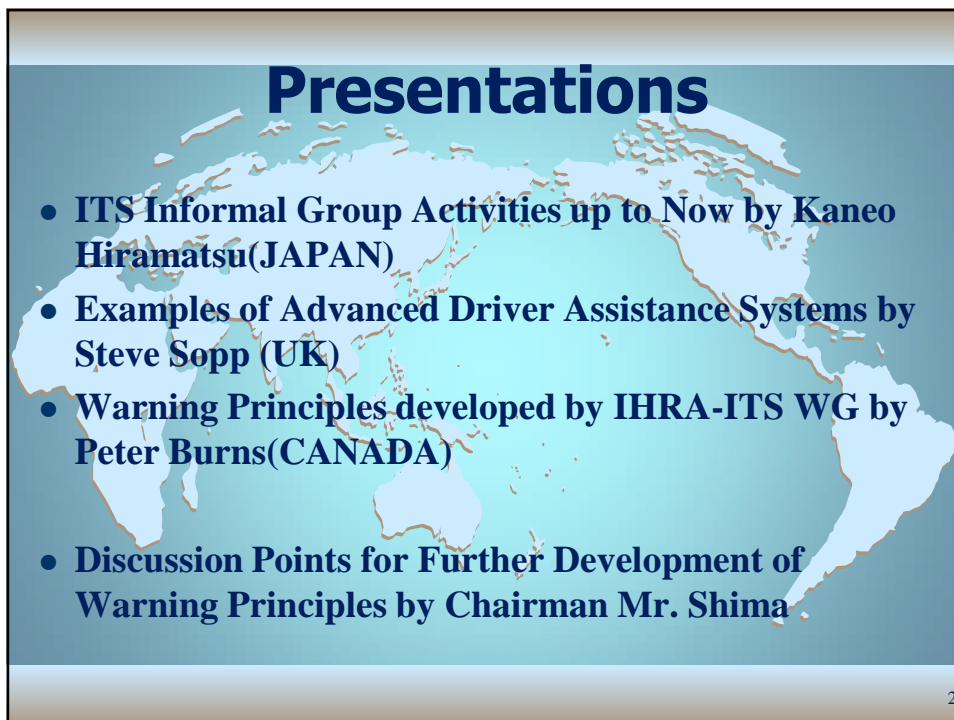 Presentations
● ITS Informal Group Activities up to Now by Kaneo
Hiramatsu(JAPAN)
● Examples of Advanced Driver Assistance Systems by
Steve Sopp (UK)
● Warning Principles developed by IHRA-ITS WG by
Peter Burns(CANADA)
● Discussion Points for Further Development of
Warning Principles by Chairman Mr. Shima
2